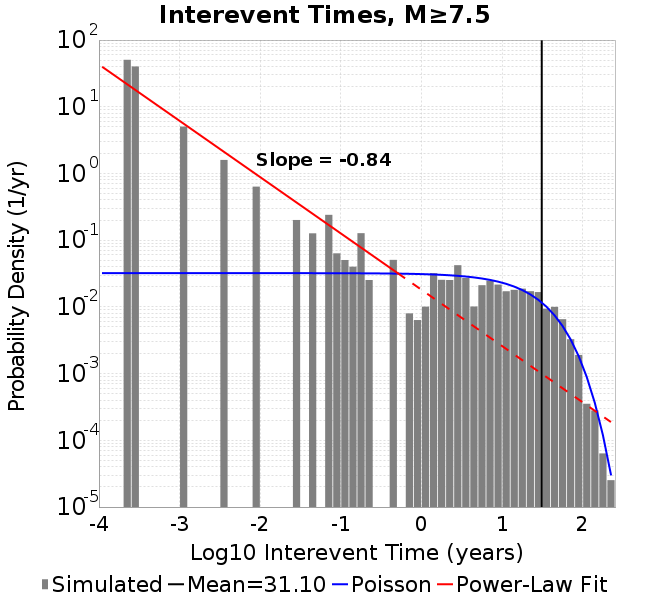 Interevent Times, M≥7.5
Probability Density (1/yr)
10^2
10^1
10^0
10^-1
10^-2
10^-3
10^-4
10^-5
Slope = -0.84
-4 -3 -2 -1 0 1 2
Log10 Interevent Time (years)
Simulated Mean=31.10 Poisson Power-Law Fit